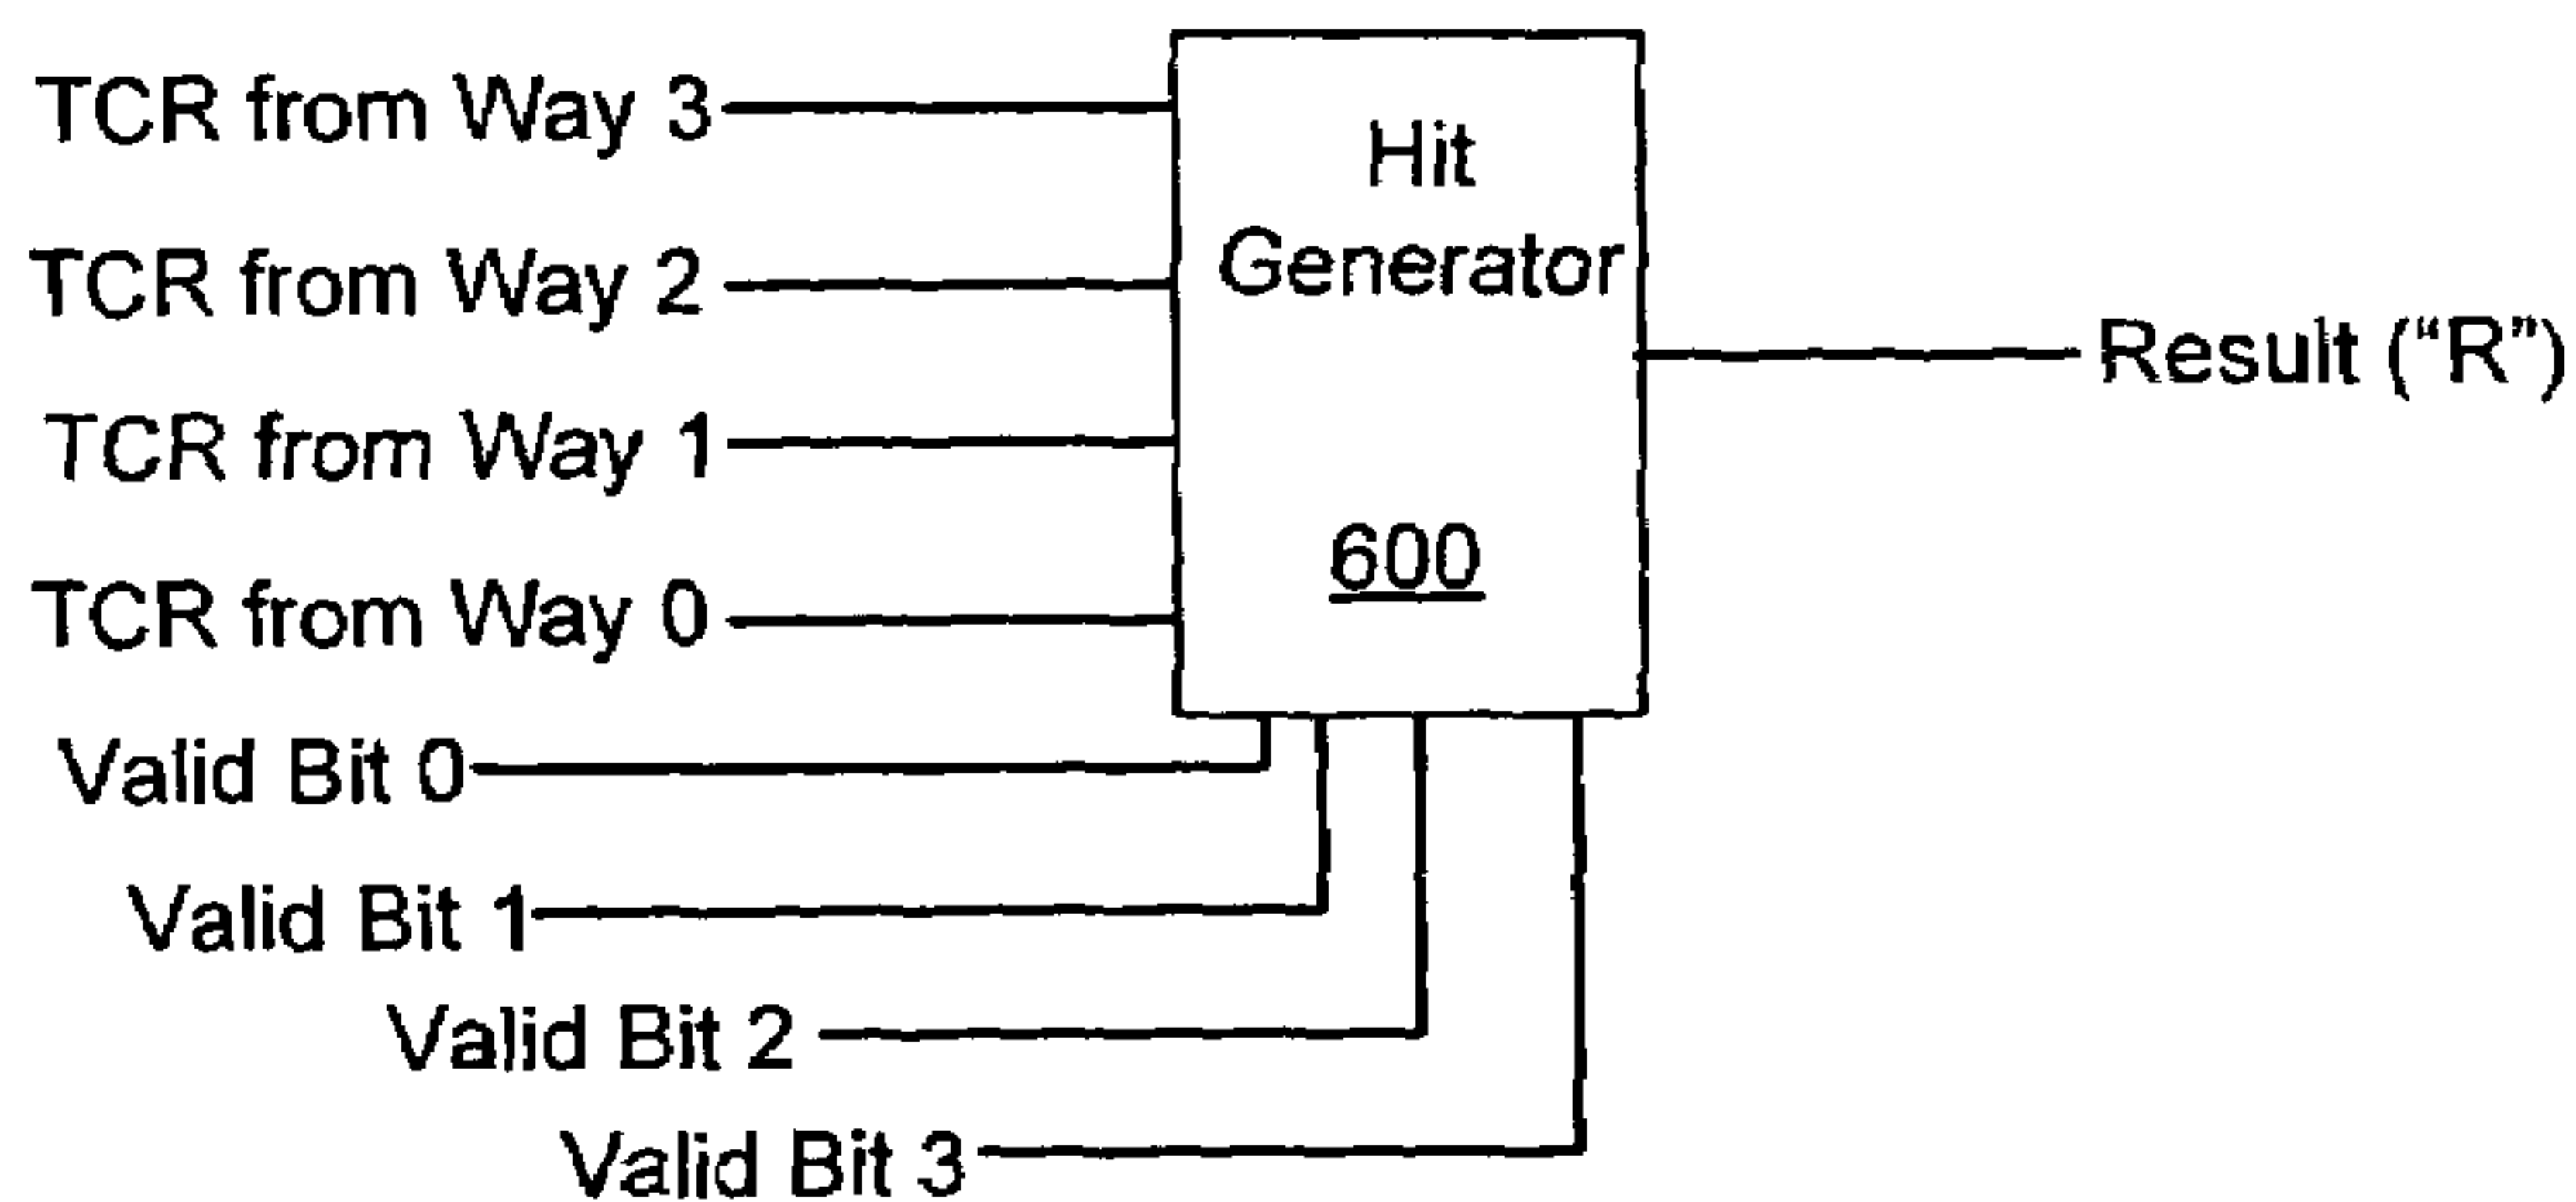 TCR from Way 3
TCR from Way 2
TCR from Way 1
TCR from Way 0
Valid Bit 0
Valid Bit 1
Valid Bit 2
Valid Bit 3
Hit
Generator
600
Result (“R”)